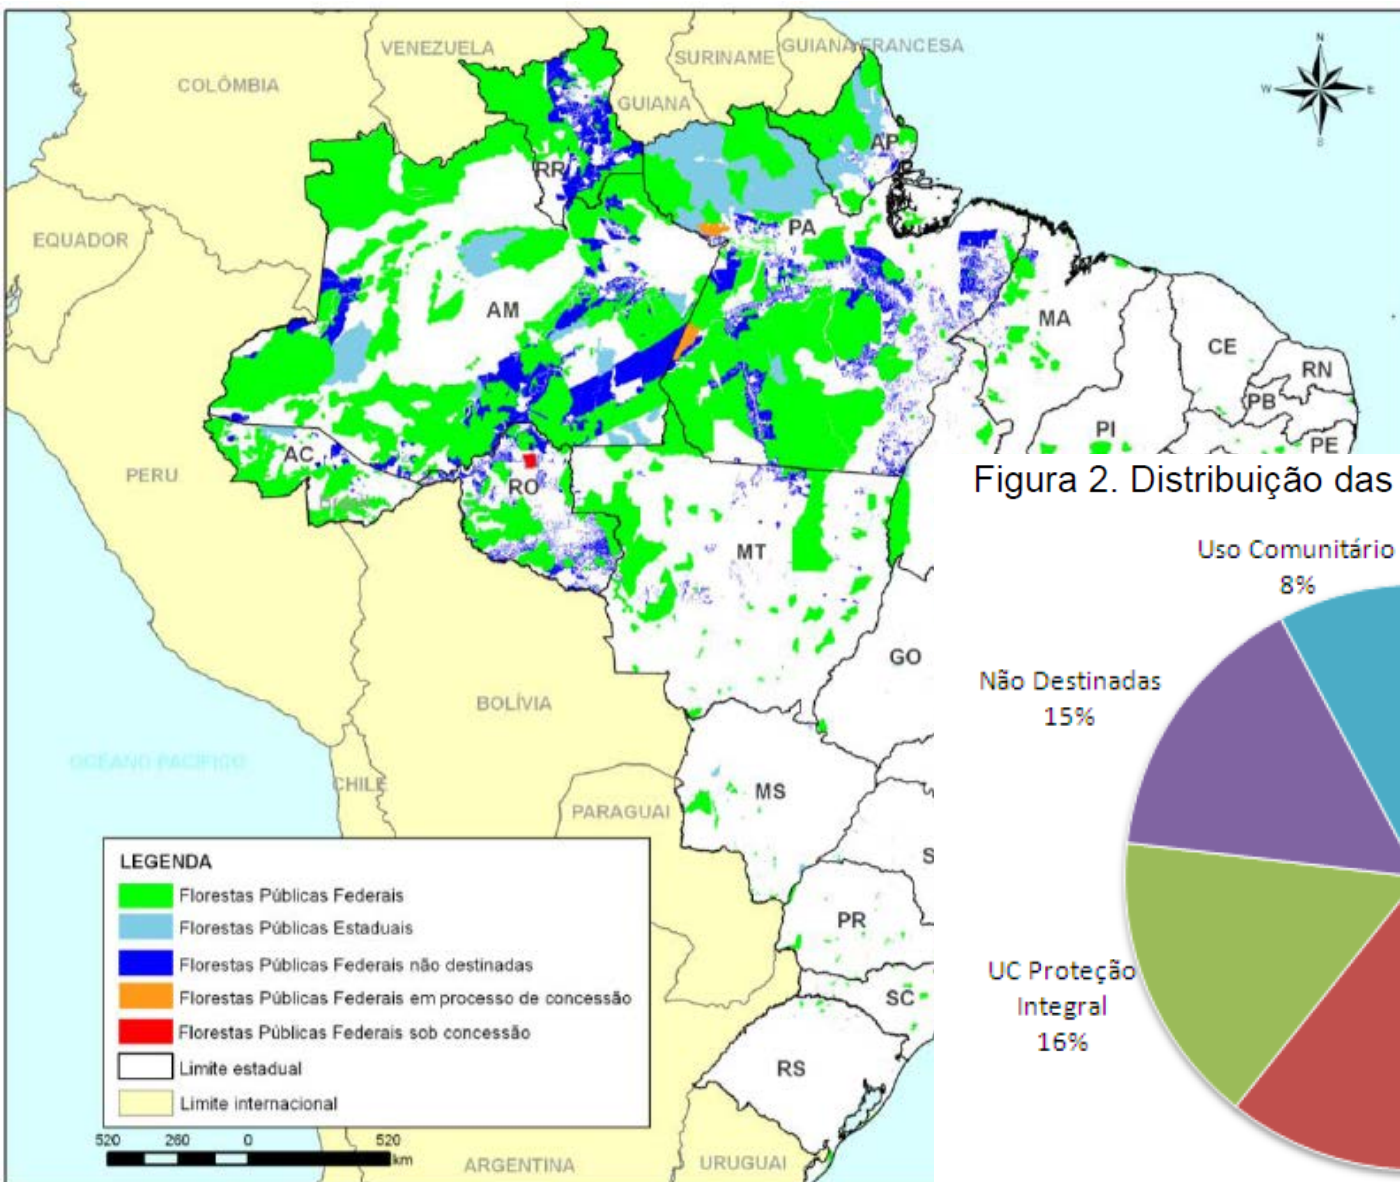 VENEZUELA
GUIANA FRANCESA
SURINAME
COLÔMBIA
GUIANA
N
W
E
S
AP
RR
EQUADOR
PA
AM
MA
CE
RN
PB
PI
PE
PERU
AC
RO
MT
GO
BOLÍVIA
OCEANO PACÍFICO
CHILE
PARAGUAI
MS
S
PR
SC
RS
ARGENTINA
URUGUAI
LEGENDA
Florestas Públicas Federais
Florestas Públicas Estaduais
Florestas Públicas Federais não destinadas
Florestas Públicas Federais em processo de concessão
Florestas Públicas Federais sob concessão
Limite estadual
Limite internacional
520 260 0 520
km
Figura 2. Distribuição das
Uso Comunitário
8%
Não Destinadas
15%
UC Proteção
Integral
16%